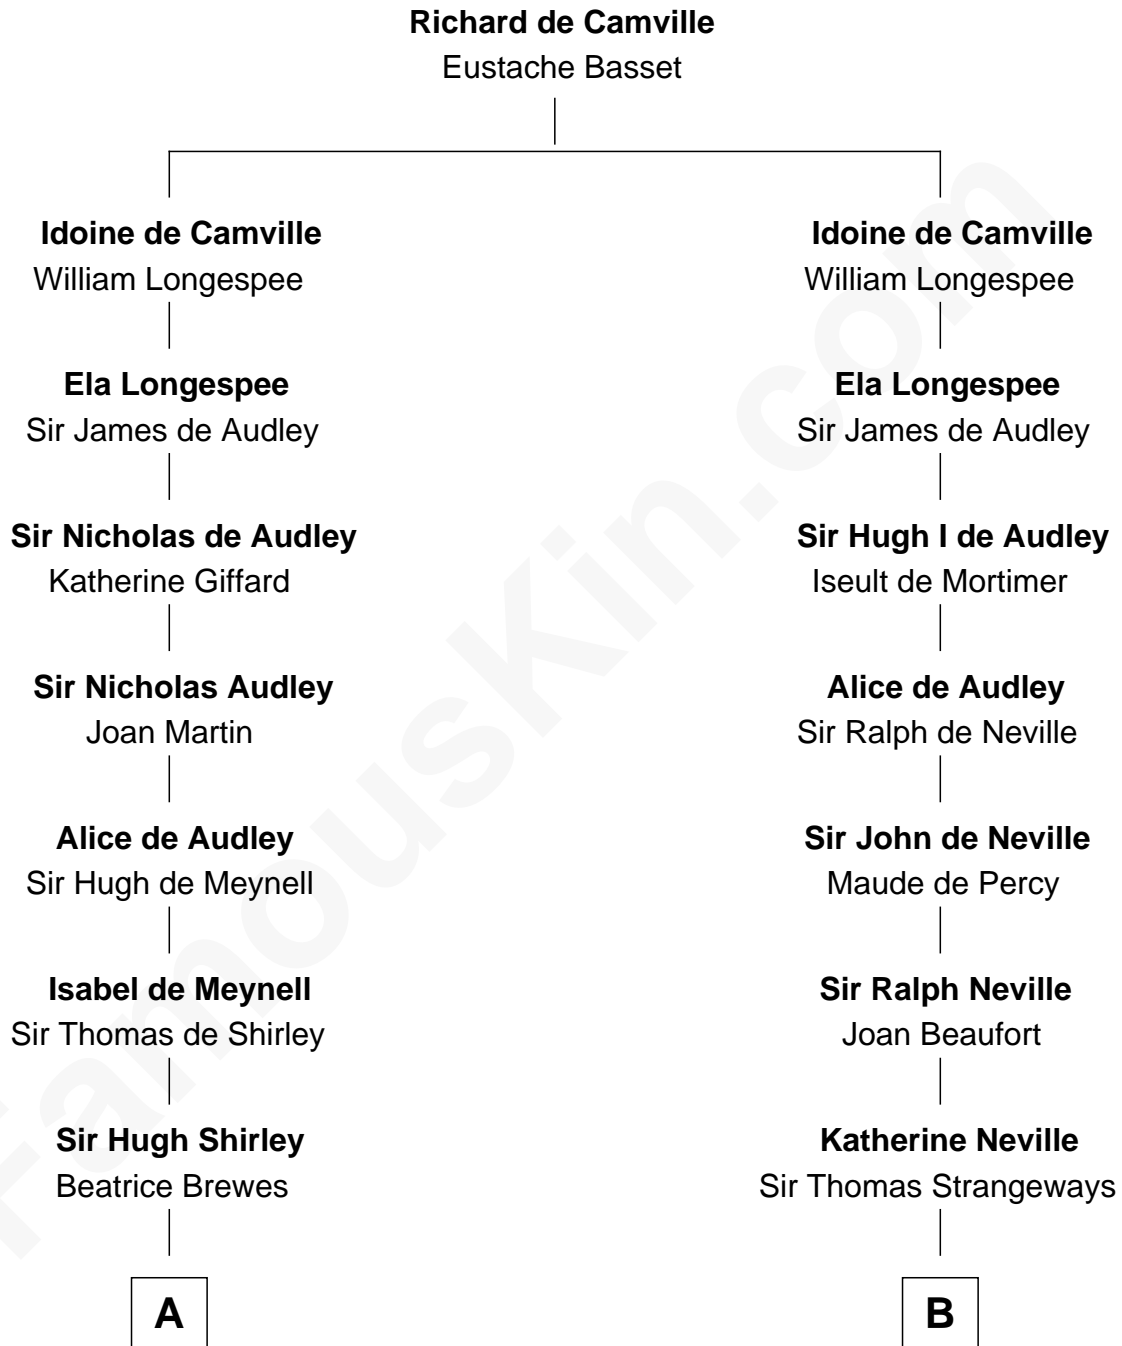 Richard de Camville
Eustache Basset
Idoine de Camville
William Longespee
Ela Longespee
Sir James de Audley
Sir Nicholas de Audley
Katherine Giffard
Sir Nicholas Audley
Joan Martin
Alice de Audley
Sir Hugh de Meynell
Isabel de Meynell
Sir Thomas de Shirley
Sir Hugh Shirley
Beatrice Brewes
A
Idoine de Camville
William Longespee
Ela Longespee
Sir James de Audley
Sir Hugh I de Audley
Iseult de Mortimer
Alice de Audley
Sir Ralph de Neville
Sir John de Neville
Maude de Percy
Sir Ralph Neville
Joan Beaufort
Katherine Neville
Sir Thomas Strangeways
B
FamousKin.com